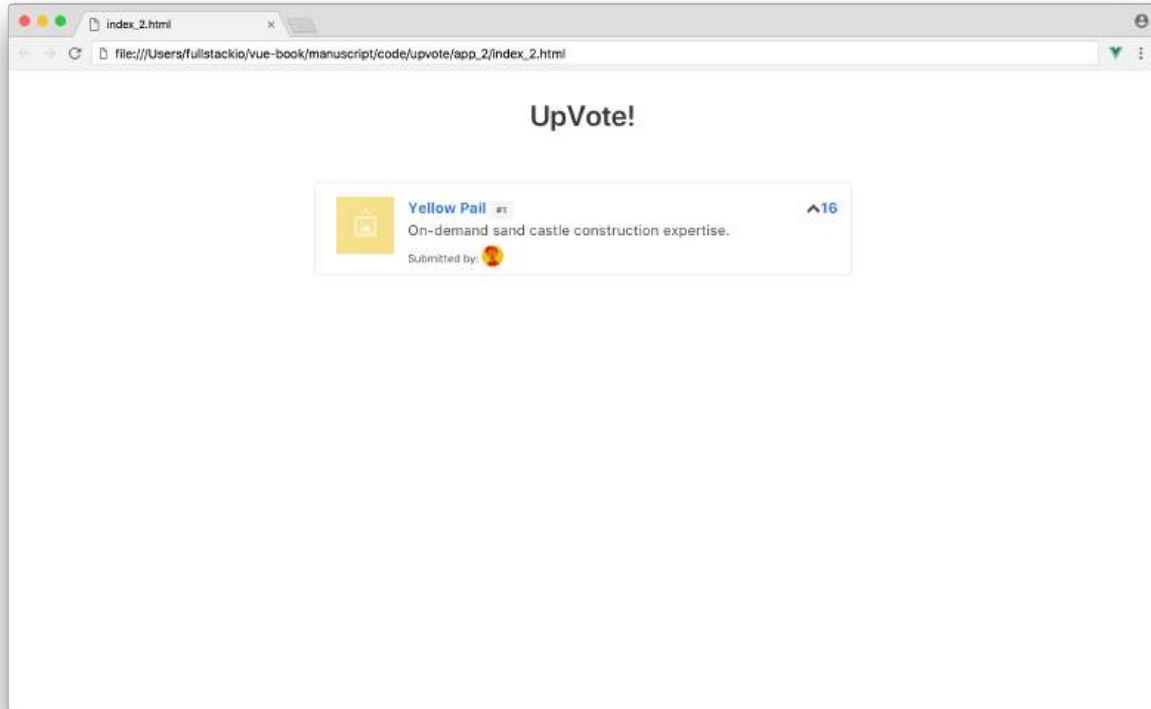 index_2.html
file:///Users/fullstackio/vue-book/manuscript/code/upvote/app_2/index_2.html
UpVote!
Yellow Pail #1
16
On-demand sand castle construction expertise.
Submitted by: